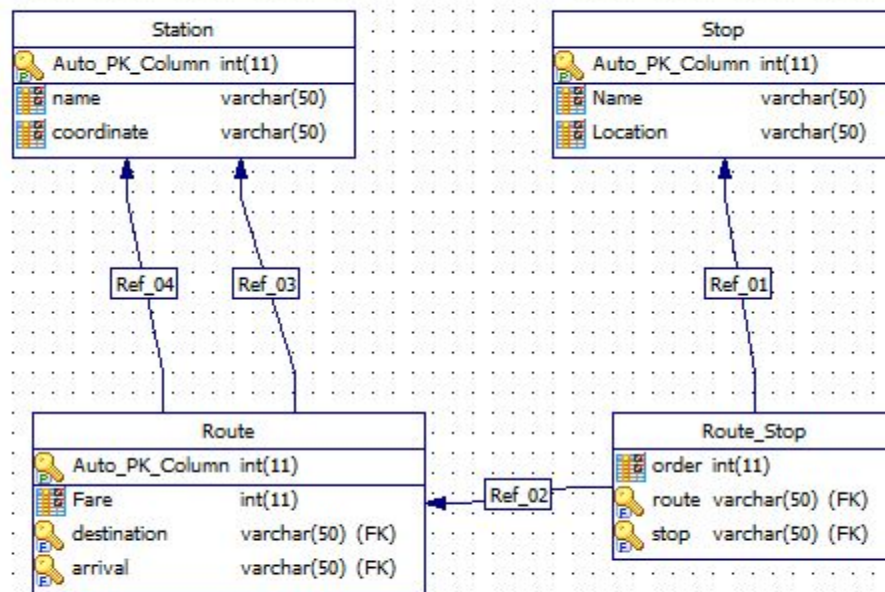 Station
Auto_PK_Column int(11)
name varchar(50)
coordinate varchar(50)
Stop
Auto_PK_Column int(11)
Name varchar(50)
Location varchar(50)
Ref_04
Ref_03
Ref_01
Route
Auto_PK_Column int(11)
Fare int(11)
destination varchar(50) (FK)
arrival varchar(50) (FK)
Ref_02
Route_Stop
order int(11)
route varchar(50) (FK)
stop varchar(50) (FK)